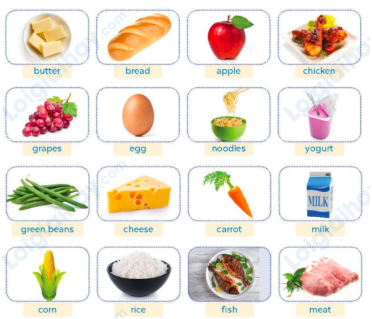 butter bread apple chicken
grapes egg noodles yogurt
MILK
green beans cheese carrot milk
corn rice fish meat